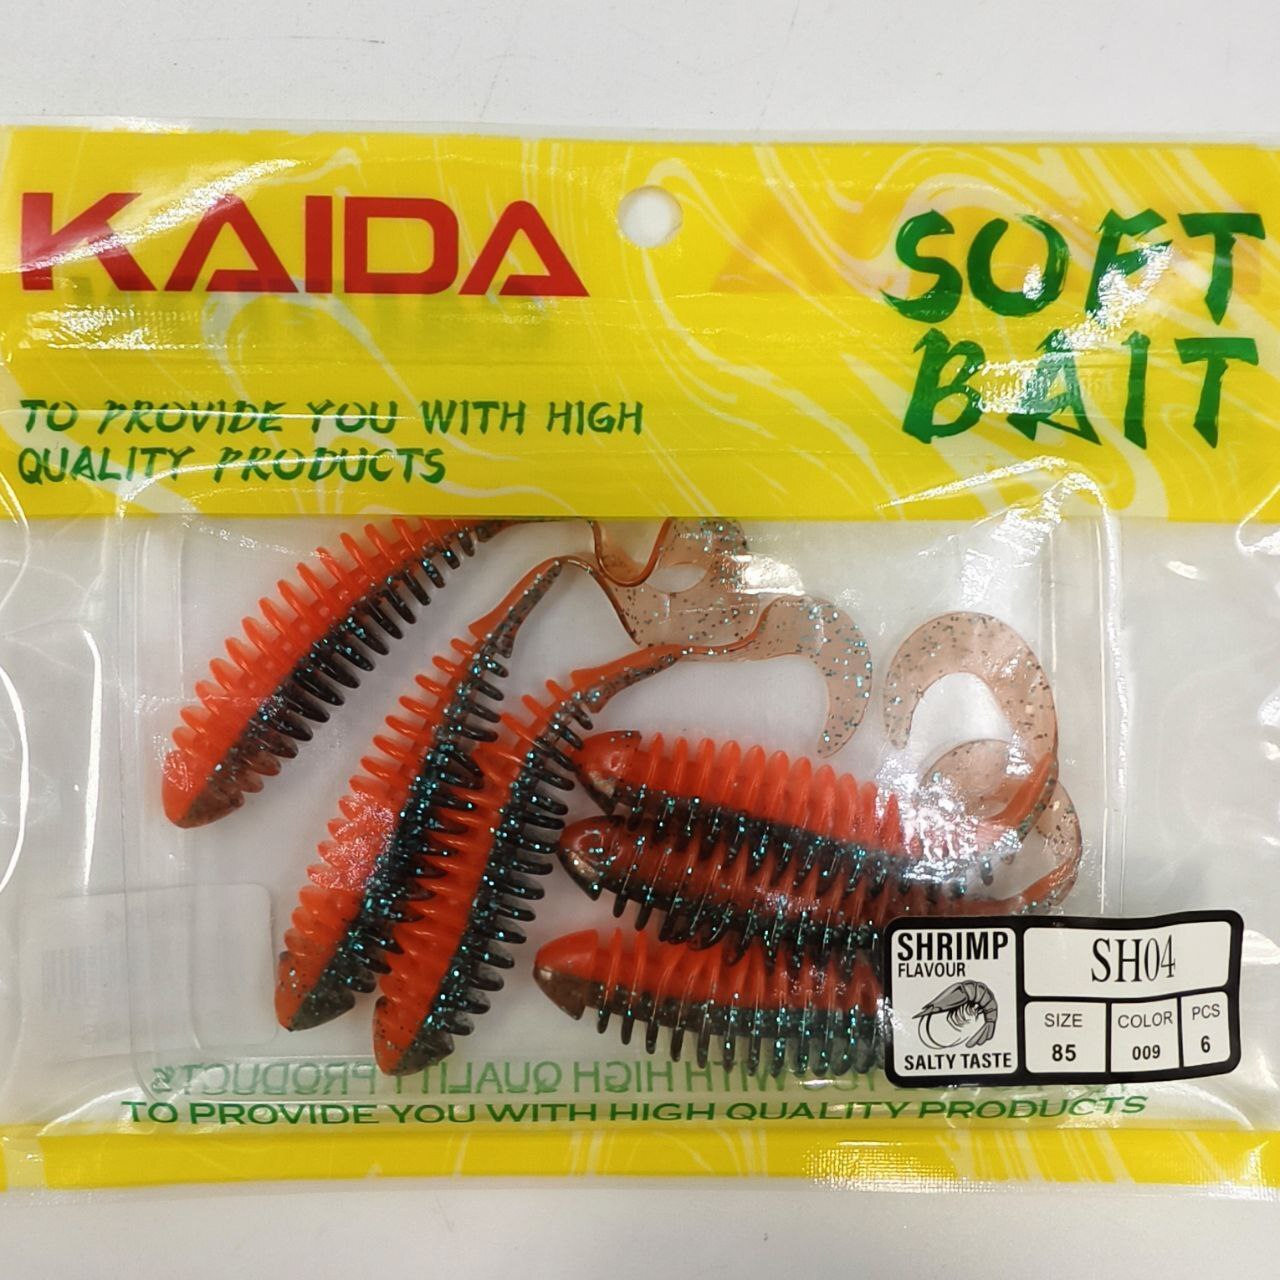 KAIDA
SOFT
BAIT
TO PROVIDE YOU WITH HIGH
QUALITY PRODUCTS
SHRIMP
FLAVOUR
SALTY TASTE
SH04
SIZE
85
COLOR
009
PCS
6
TO PROVIDE YOU WITH HIGH QUALITY PRODUCTS